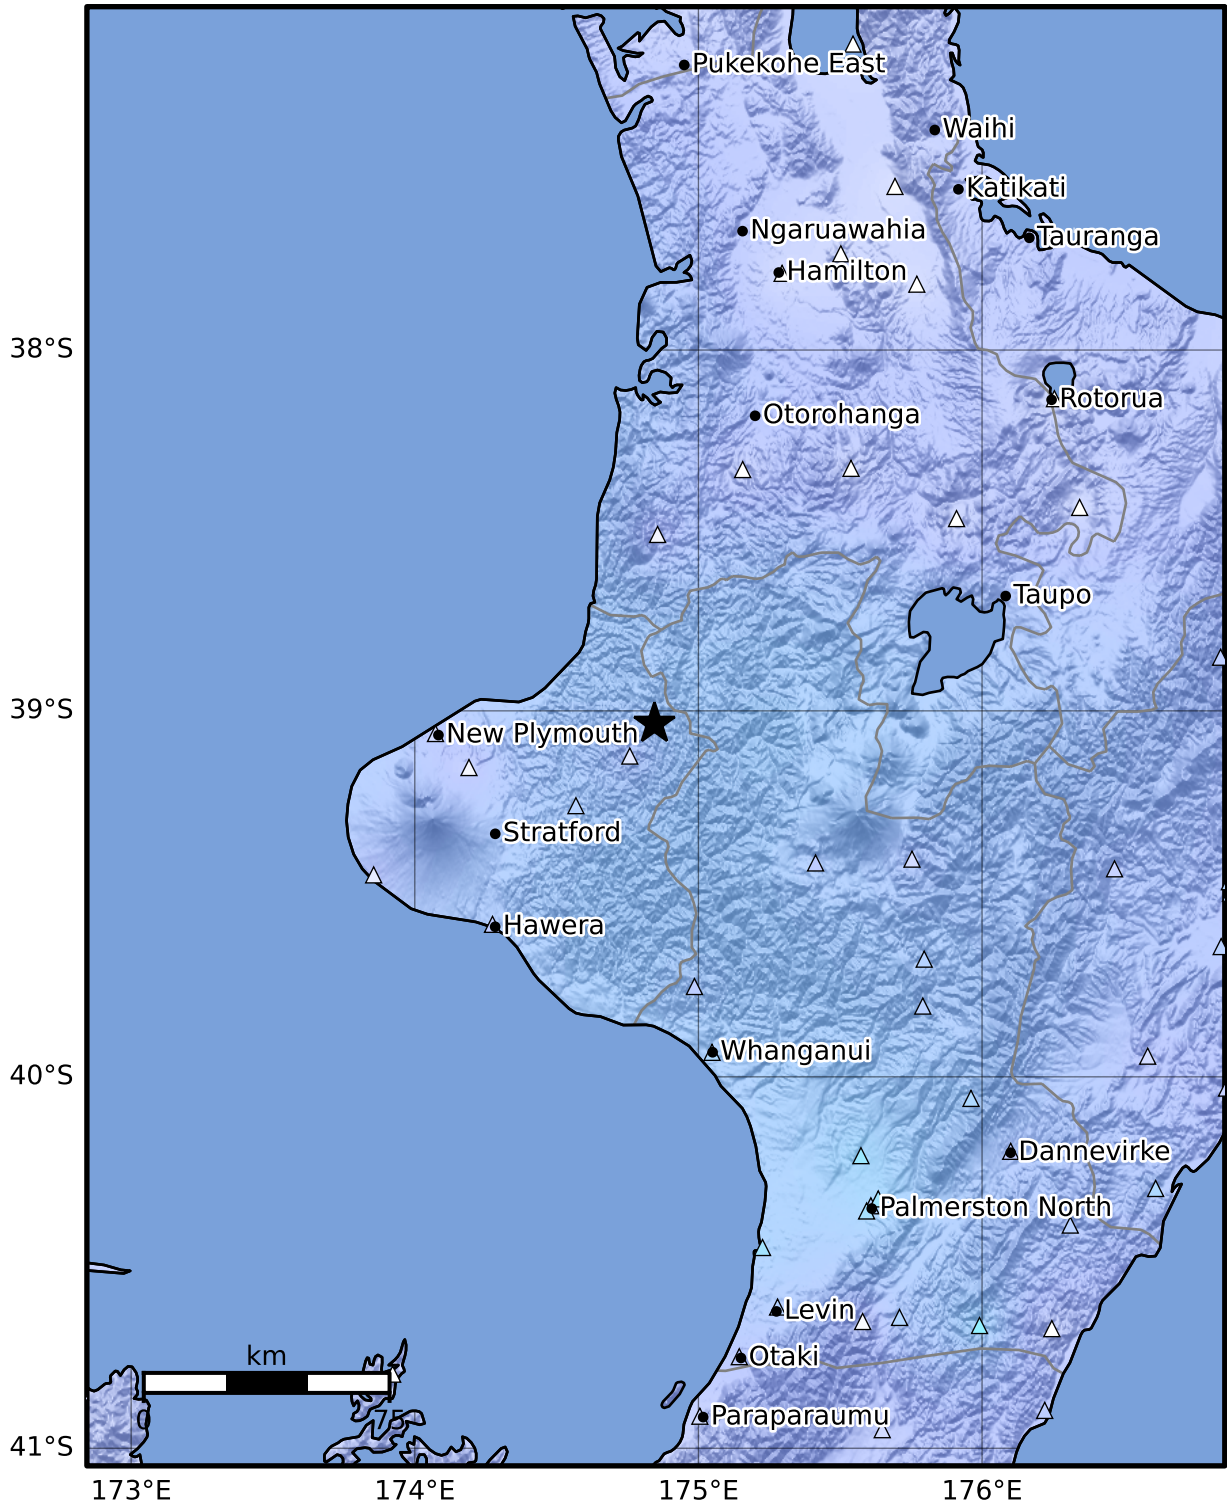 Pukekohe East
Waihi
Katikati
Ngaruawahia
Tauranga
Hamilton
38°S
Rotorua
Otorohanga
Taupo
39°S
New Plymouth
Stratford
Hawera
Whanganui
40°S
Dannevirke
Palmerston North
Levin
km
Otaki
0
75
Paraparaumu
41°S
173°E
174°E
175°E
176°E